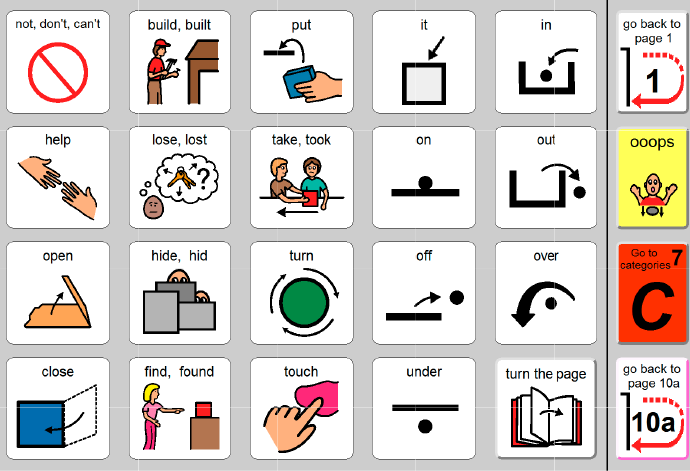 not, don't, can't
build, built
put
it
in
go back to
page 1
1
help
lose, lost
?
take, took
on
out
ooops
open
hide, hid
turn
off
over
Go to
categories 7
C
close
find, found
touch
under
turn the page
go back to
page 10a
10a